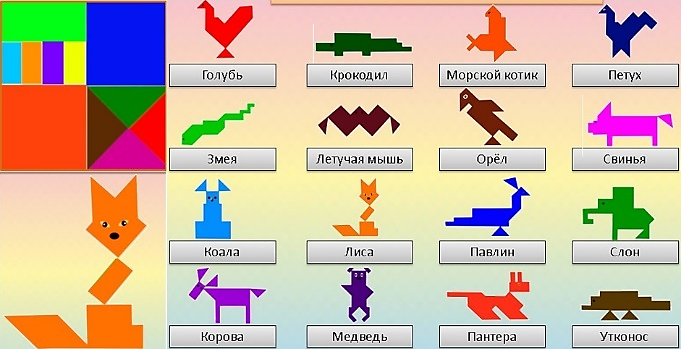 Голубь
Крокодил
Морской котик
Петух
Змея
Летучая мышь
Орёл
Свинья
Коала
Лиса
Павлин
Слон
Корова
Медведь
Пантера
Утконос